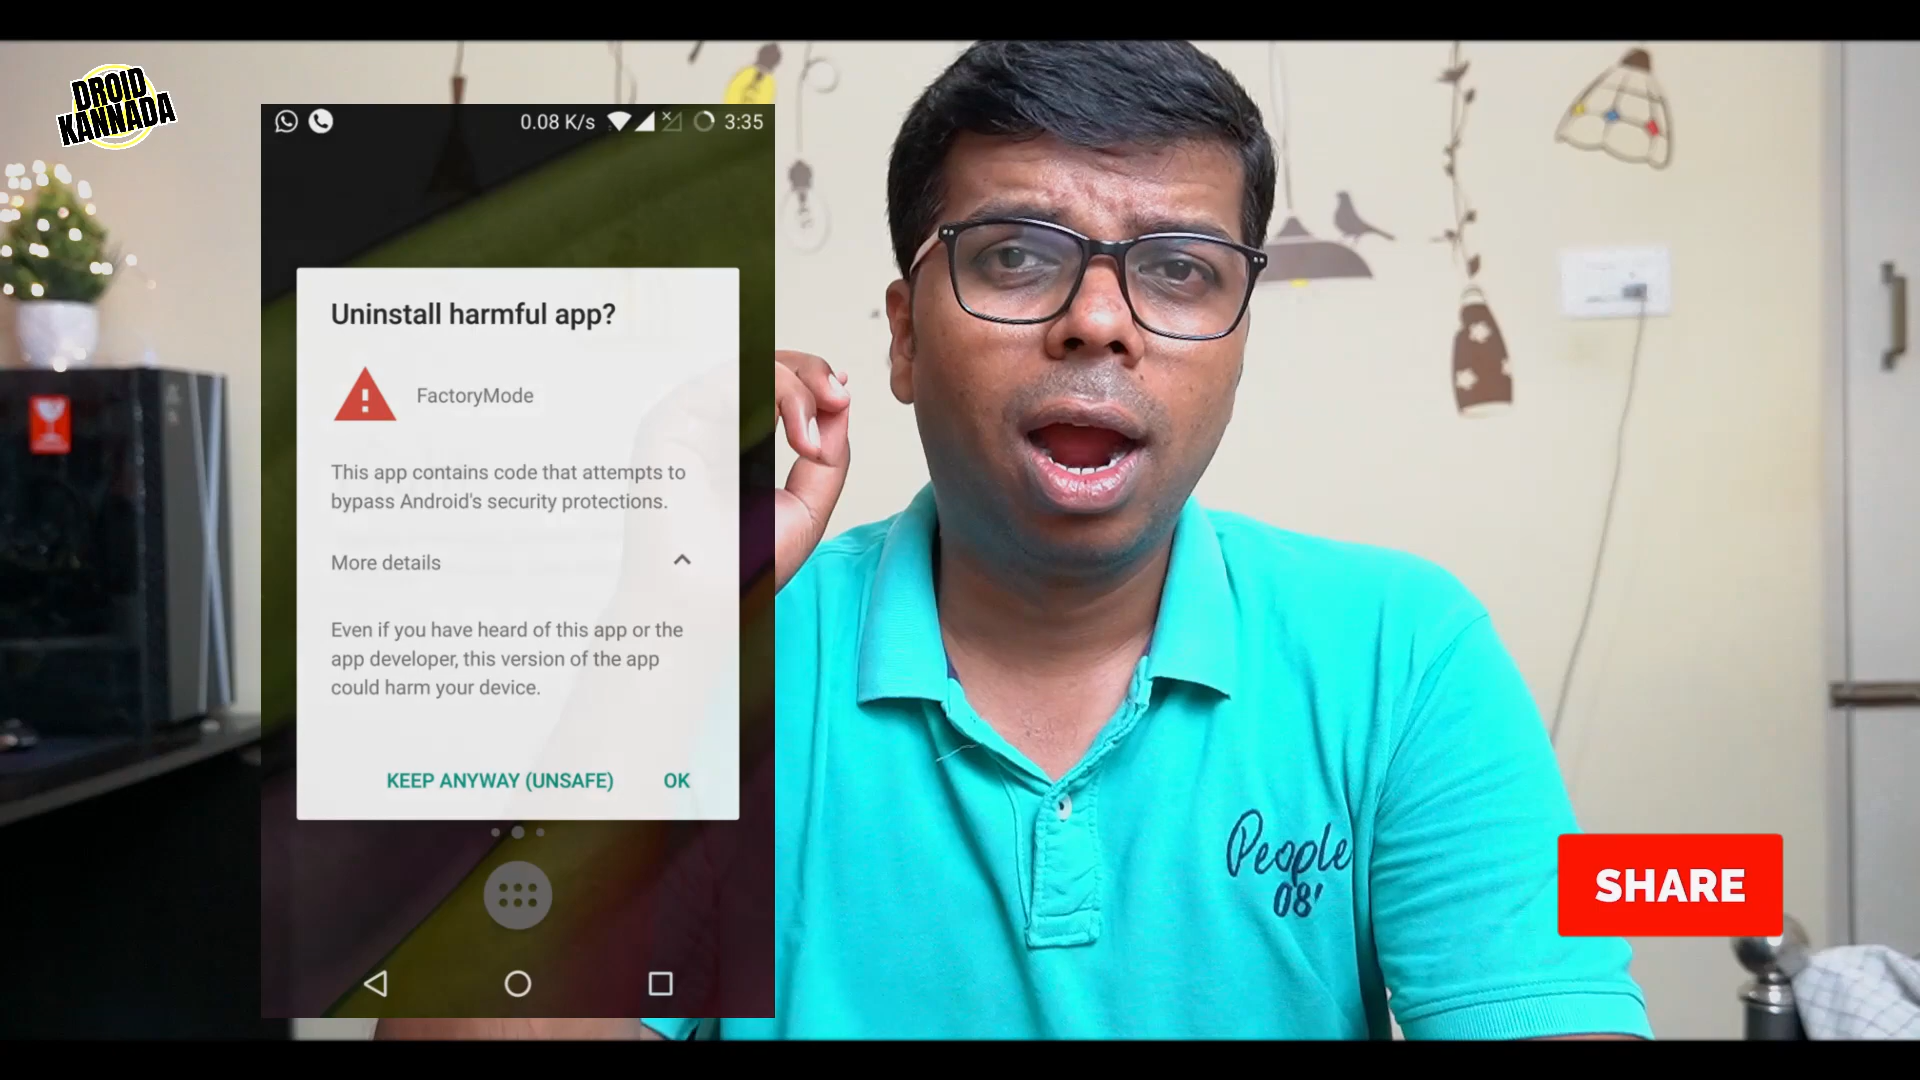 DROID
KANNADA
0.08 K/s
3:35
Uninstall harmful app?
FactoryMode
This app contains code that attempts to
bypass Android's security protections.
More details
Even if you have heard of this app or the
app developer, this version of the app
could harm your device.
KEEP ANYWAY (UNSAFE)
OK
People
08'
SHARE